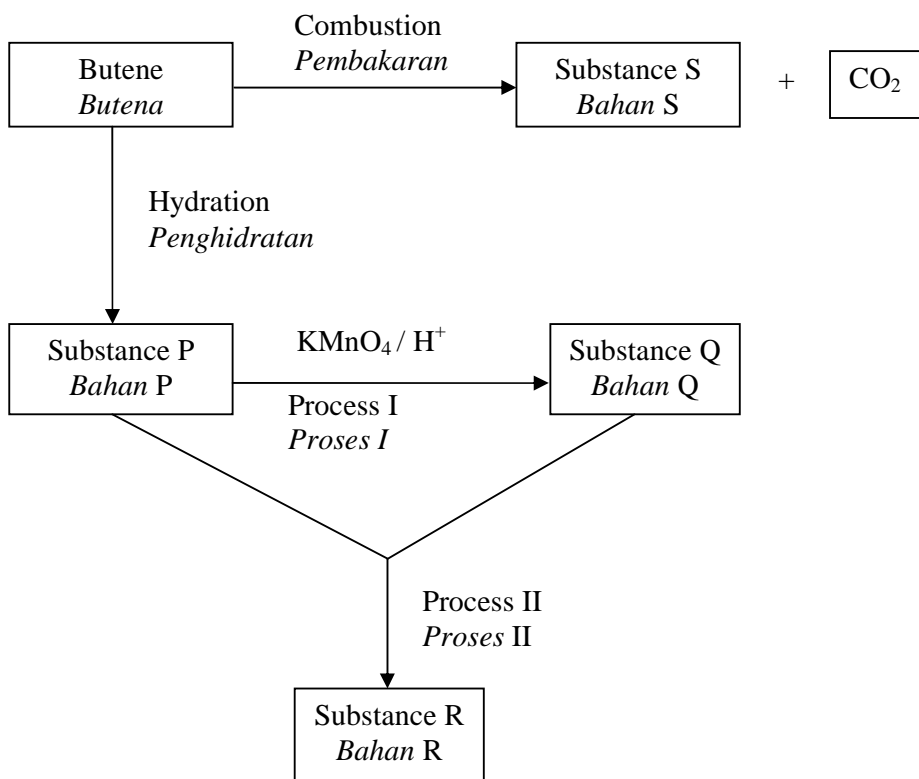 Combustion
Pembakaran
Butene
Butena
Substance S
Bahan S
+
CO₂
Hydration
Penghidratan
Substance P
Bahan P
KMnO₄ / H⁺
Process I
Proses I
Substance Q
Bahan Q
Process II
Proses II
Substance R
Bahan R